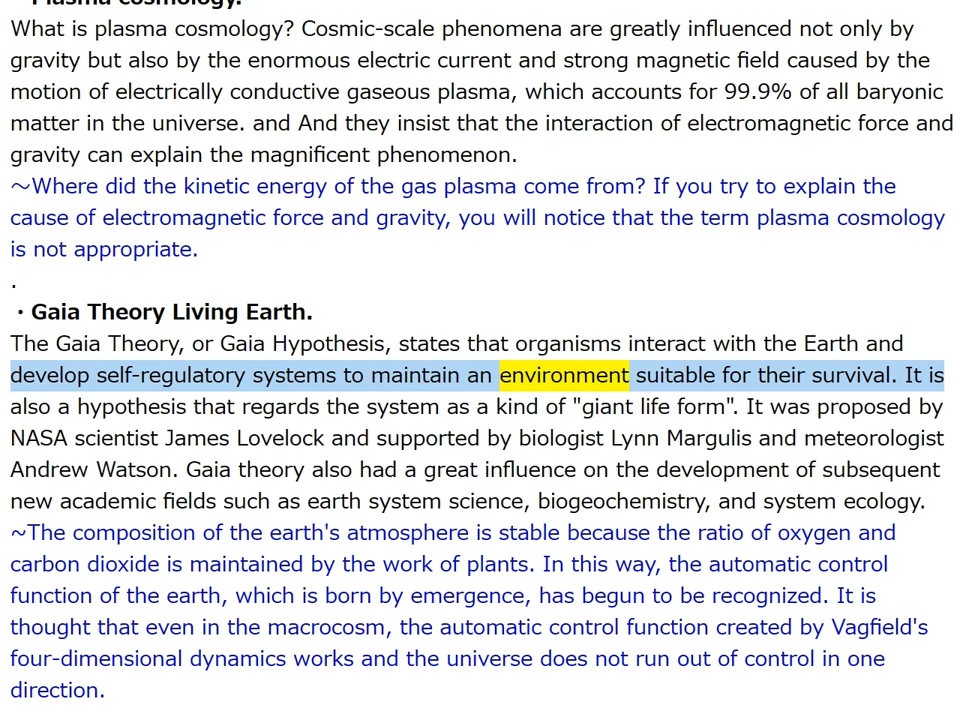 Plasma cosmology.
What is plasma cosmology? Cosmic-scale phenomena are greatly influenced not only by
gravity but also by the enormous electric current and strong magnetic field caused by the
motion of electrically conductive gaseous plasma, which accounts for 99.9% of all baryonic
matter in the universe. and And they insist that the interaction of electromagnetic force and
gravity can explain the magnificent phenomenon.
～Where did the kinetic energy of the gas plasma come from? If you try to explain the
cause of electromagnetic force and gravity, you will notice that the term plasma cosmology
is not appropriate.
.
・Gaia Theory Living Earth.
The Gaia Theory, or Gaia Hypothesis, states that organisms interact with the Earth and
develop self-regulatory systems to maintain an environment suitable for their survival. It is
also a hypothesis that regards the system as a kind of "giant life form". It was proposed by
NASA scientist James Lovelock and supported by biologist Lynn Margulis and meteorologist
Andrew Watson. Gaia theory also had a great influence on the development of subsequent
new academic fields such as earth system science, biogeochemistry, and system ecology.
~The composition of the earth's atmosphere is stable because the ratio of oxygen and
carbon dioxide is maintained by the work of plants. In this way, the automatic control
function of the earth, which is born by emergence, has begun to be recognized. It is
thought that even in the macrocosm, the automatic control function created by Vagfield's
four-dimensional dynamics works and the universe does not run out of control in one
direction.